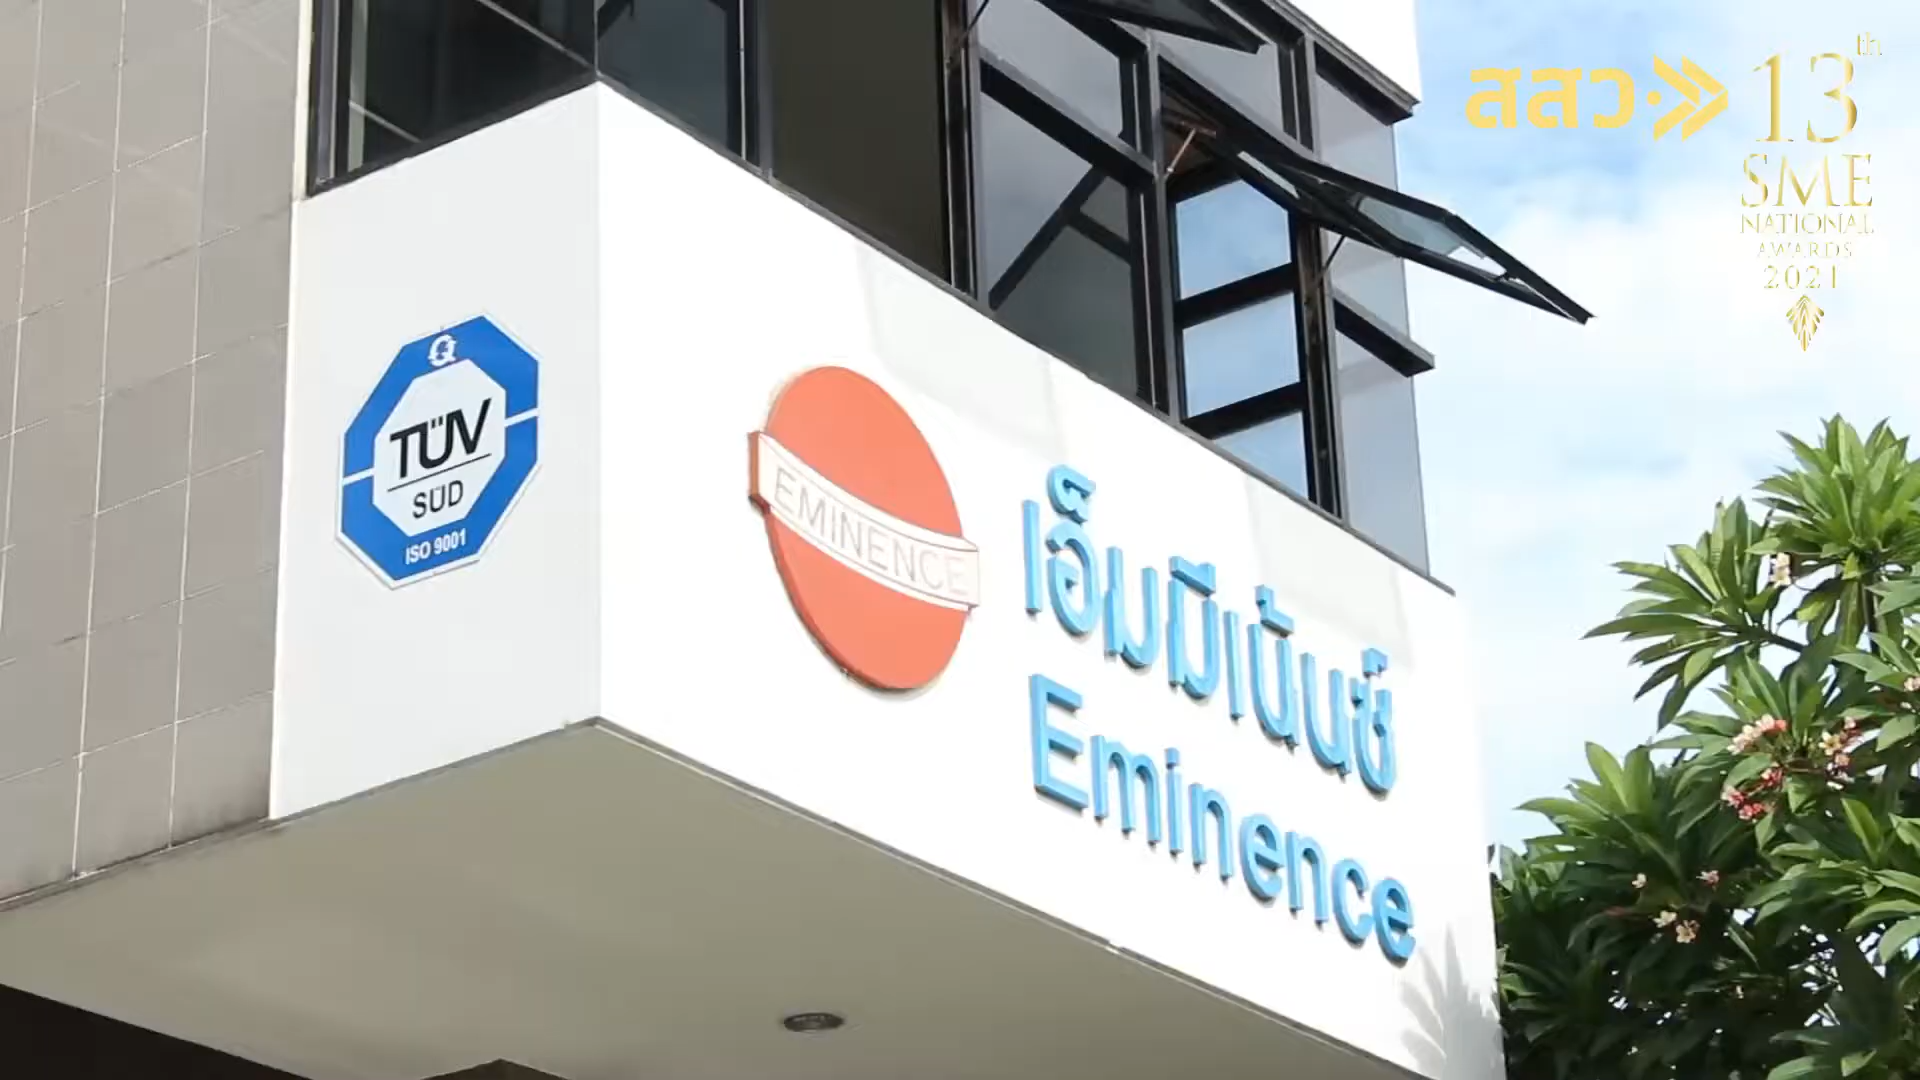 สสว
13th
SME
NATIONAL
AWARDS
2021
Q
TÜV
SÜD
ISO 9001
EMINENCE
เอ็มมีเน้นซ์
Eminence